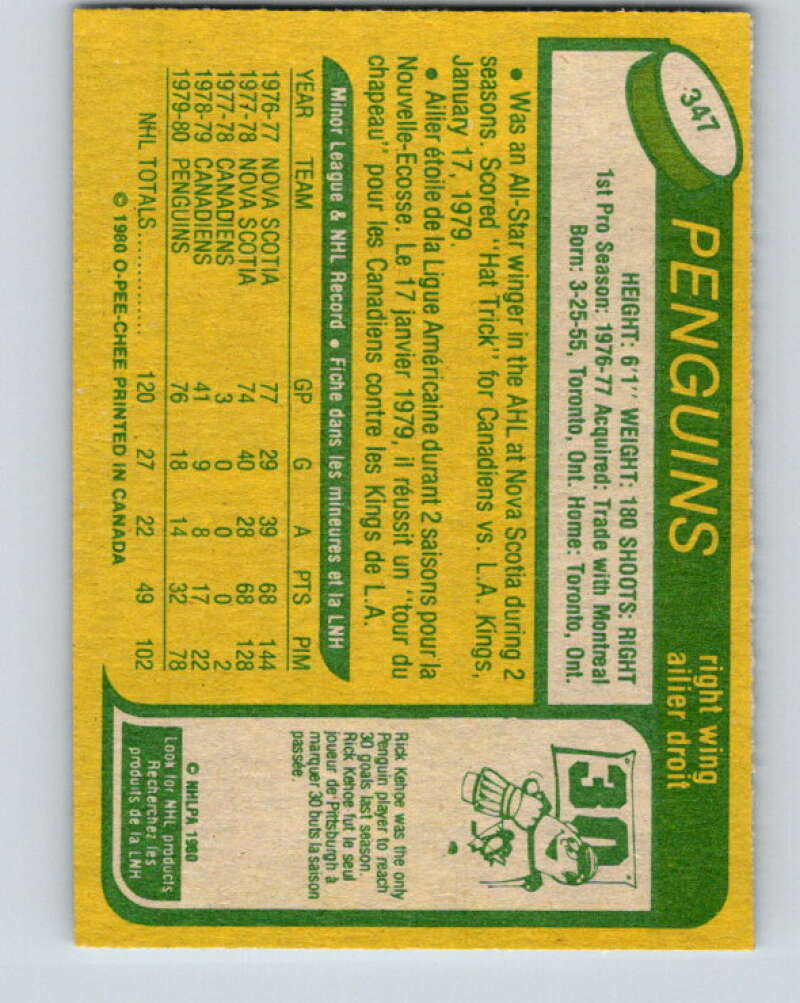 347
PENGUINS
right wing
ailier droit
HEIGHT: 6'1" WEIGHT: 180 SHOOTS: RIGHT
1st Pro Season: 1976-77 Acquired: Trade with Montreal
Born: 3-25-55, Toronto, Ont. Home: Toronto, Ont.
• Was an All-Star winger in the AHL at Nova Scotia during 2
seasons. Scored "Hat Trick" for Canadiens vs. L.A. Kings,
January 17, 1979.
• Ailier étoile de la Ligue Américaine durant 2 saisons pour la
Nouvelle-Ecosse. Le 17 janvier 1979, il réussit un "tour du
chapeau" pour les Canadiens contre les Kings de L.A.
Minor League & NHL Record • Fiche dans les mineures et la LNH
YEAR TEAM GP G A PTS PIM
1976-77 NOVA SCOTIA 77 29 39 68 144
1977-78 NOVA SCOTIA 74 40 28 68 128
1977-78 CANADIENS 3 0 0 0 2
1978-79 CANADIENS 41 9 8 17 22
1979-80 PENGUINS 76 18 14 32 78
NHL TOTALS.............. 120 27 22 49 102
© 1980 O-PEE-CHEE PRINTED IN CANADA
30
Rick Kehoe was the only
Penguin player to reach
30 goals last season.
Rick Kehoe fut le seul
joueur de Pittsburgh à
marquer 30 buts la saison
passée.
© NHLPA 1980
Look for NHL products
Recherchez les
produits de la LNH